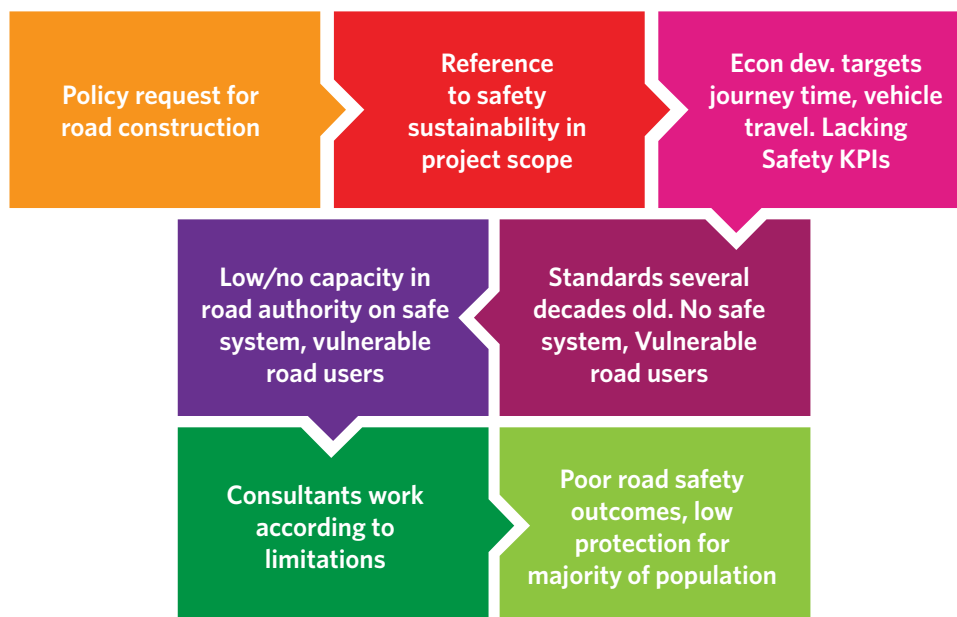 Policy request for
road construction
Reference
to safety
sustainability in
project scope
Econ dev. targets
journey time, vehicle
travel. Lacking
Safety KPIs
Standards several
decades old. No safe
system, Vulnerable
road users
Low/no capacity in
road authority on safe
system, vulnerable
road users
Consultants work
according to
limitations
Poor road safety
outcomes, low
protection for
majority of population